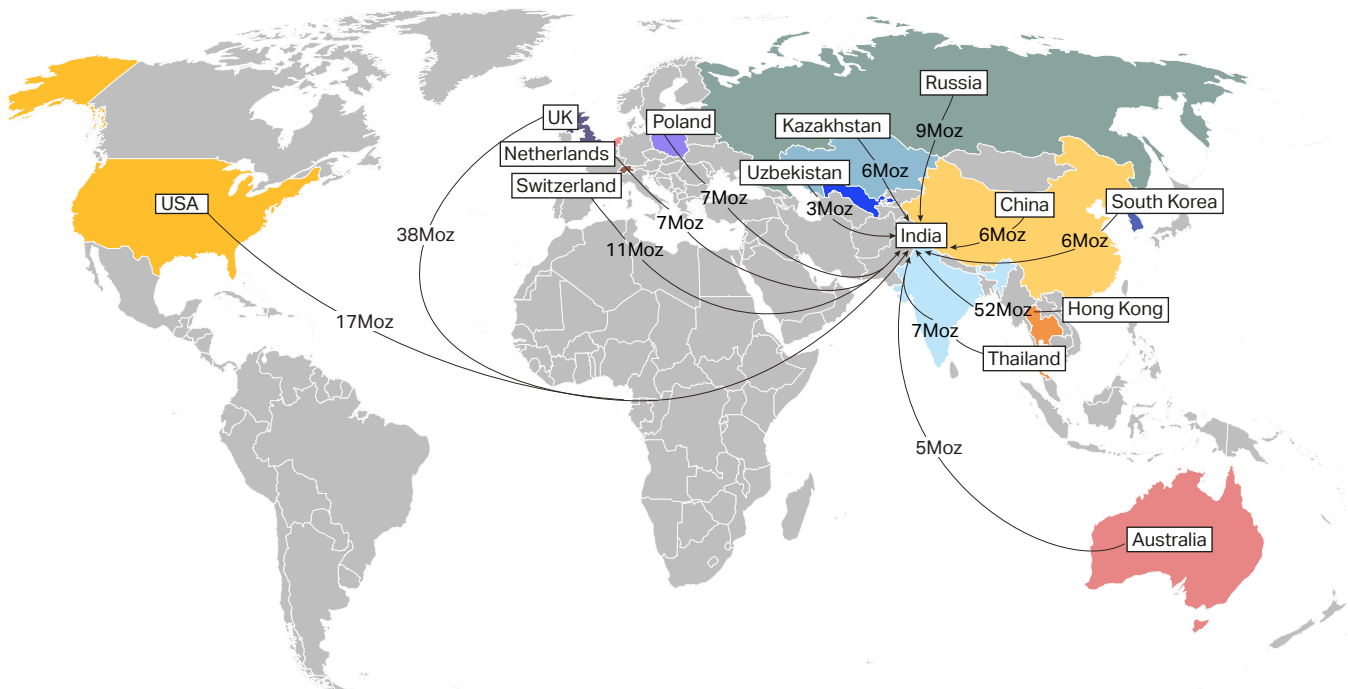 Russia
UK
Poland
Kazakhstan
9Moz
Netherlands
Uzbekistan
6Moz
Switzerland
USA
7Moz
3Moz
China
South Korea
38Moz
7Moz
India
6Moz
6Moz
11Moz
17Moz
52Moz
Hong Kong
7Moz
Thailand
5Moz
Australia